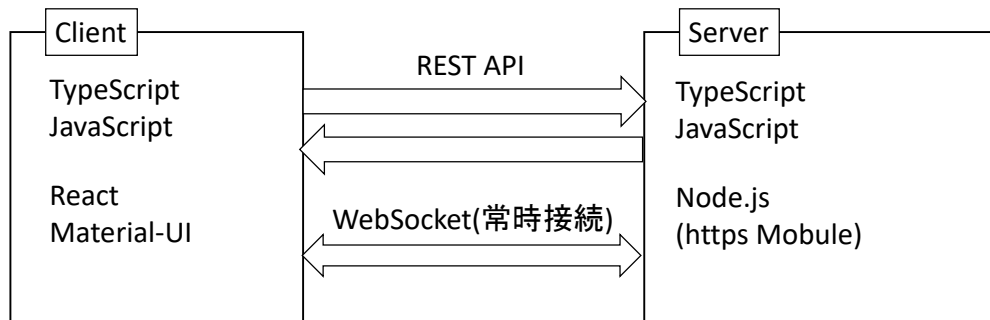 Client
TypeScript
JavaScript
React
Material-UI
REST API
WebSocket(常時接続)
Server
TypeScript
JavaScript
Node.js
(https Mobule)